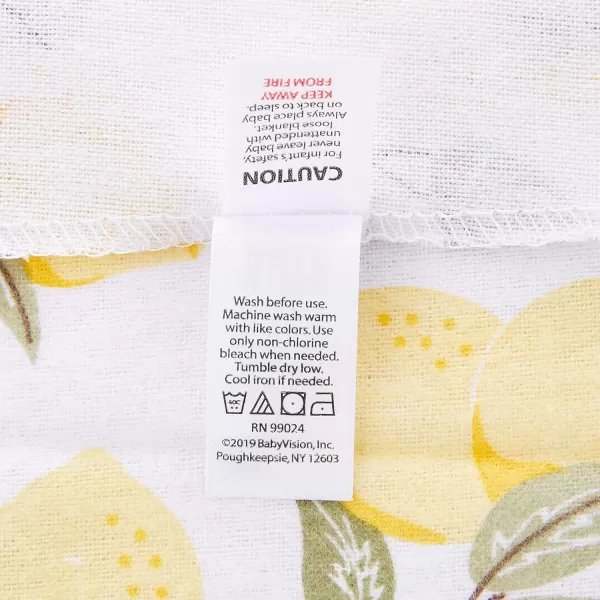 CAUTION
For infant's safety,
never leave baby
unattended with
loose blanket.
Always place baby
on back to sleep.
KEEP AWAY
FROM FIRE
Wash before use.
Machine wash warm
with like colors. Use
only non-chlorine
bleach when needed.
Tumble dry low.
Cool iron if needed.
40C
RN 99024
©2019 BabyVision, Inc.
Poughkeepsie, NY 12603